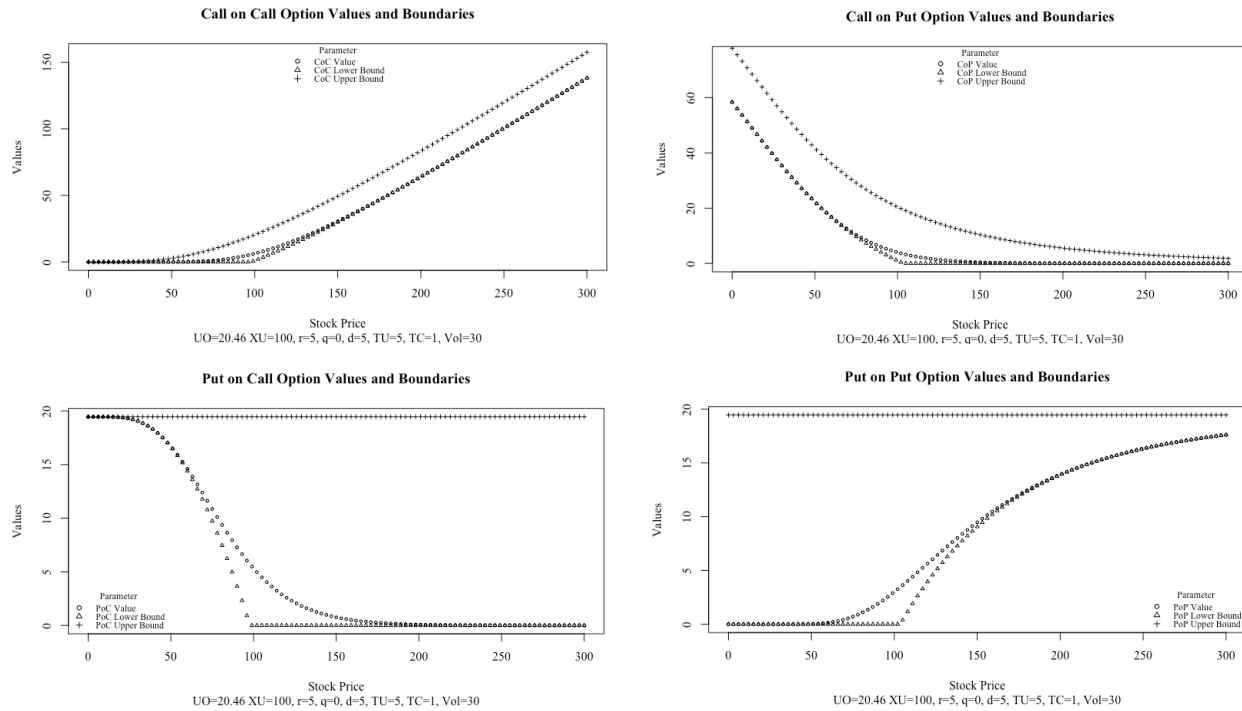 Call on Call Option Values and Boundaries
Parameter
CoC Value
CoC Lower Bound
CoC Upper Bound
Values
0
50
100
150
0
50
100
150
200
250
300
Stock Price
UO=20.46 XU=100, r=5, q=0, d=5, TU=5, TC=1, Vol=30
Call on Put Option Values and Boundaries
Parameter
CoP Value
CoP Lower Bound
CoP Upper Bound
Values
0
20
40
60
0
50
100
150
200
250
300
Stock Price
UO=20.46 XU=100, r=5, q=0, d=5, TU=5, TC=1, Vol=30
Put on Call Option Values and Boundaries
Values
0
5
10
15
20
Parameter
PoC Value
PoC Lower Bound
PoC Upper Bound
0
50
100
150
200
250
300
Stock Price
UO=20.46 XU=100, r=5, q=0, d=5, TU=5, TC=1, Vol=30
Put on Put Option Values and Boundaries
Values
0
5
10
15
20
Parameter
PoP Value
PoP Lower Bound
PoP Upper Bound
0
50
100
150
200
250
300
Stock Price
UO=20.46 XU=100, r=5, q=0, d=5, TU=5, TC=1, Vol=30